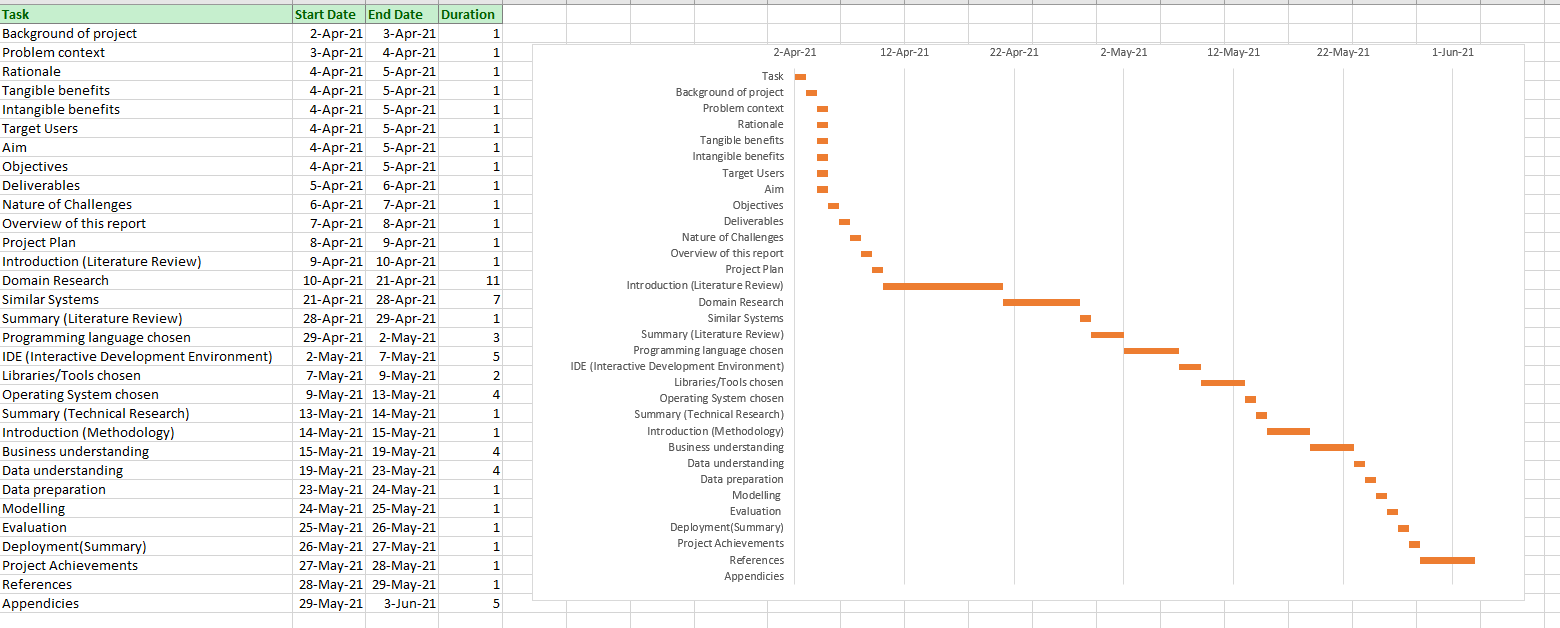 Task Start Date End Date Duration
Background of project 2-Apr-21 3-Apr-21 1
Problem context 3-Apr-21 4-Apr-21 1
Rationale 4-Apr-21 5-Apr-21 1
Tangible benefits 4-Apr-21 5-Apr-21 1
Intangible benefits 4-Apr-21 5-Apr-21 1
Target Users 4-Apr-21 5-Apr-21 1
Aim 4-Apr-21 5-Apr-21 1
Objectives 4-Apr-21 5-Apr-21 1
Deliverables 5-Apr-21 6-Apr-21 1
Nature of Challenges 6-Apr-21 7-Apr-21 1
Overview of this report 7-Apr-21 8-Apr-21 1
Project Plan 8-Apr-21 9-Apr-21 1
Introduction (Literature Review) 9-Apr-21 10-Apr-21 1
Domain Research 10-Apr-21 21-Apr-21 11
Similar Systems 21-Apr-21 28-Apr-21 7
Summary (Literature Review) 28-Apr-21 29-Apr-21 1
Programming language chosen 29-Apr-21 2-May-21 3
IDE (Interactive Development Environment) 2-May-21 7-May-21 5
Libraries/Tools chosen 7-May-21 9-May-21 2
Operating System chosen 9-May-21 13-May-21 4
Summary (Technical Research) 13-May-21 14-May-21 1
Introduction (Methodology) 14-May-21 15-May-21 1
Business understanding 15-May-21 19-May-21 4
Data understanding 19-May-21 23-May-21 4
Data preparation 23-May-21 24-May-21 1
Modelling 24-May-21 25-May-21 1
Evaluation 25-May-21 26-May-21 1
Deployment(Summary) 26-May-21 27-May-21 1
Project Achievements 27-May-21 28-May-21 1
References 28-May-21 29-May-21 1
Appendicies 29-May-21 3-Jun-21 5
2-Apr-21 12-Apr-21 22-Apr-21 2-May-21 12-May-21 22-May-21 1-Jun-21
Task
Background of project
Problem context
Rationale
Tangible benefits
Intangible benefits
Target Users
Aim
Objectives
Deliverables
Nature of Challenges
Overview of this report
Project Plan
Introduction (Literature Review)
Domain Research
Similar Systems
Summary (Literature Review)
Programming language chosen
IDE (Interactive Development Environment)
Libraries/Tools chosen
Operating System chosen
Summary (Technical Research)
Introduction (Methodology)
Business understanding
Data understanding
Data preparation
Modelling
Evaluation
Deployment(Summary)
Project Achievements
References
Appendicies